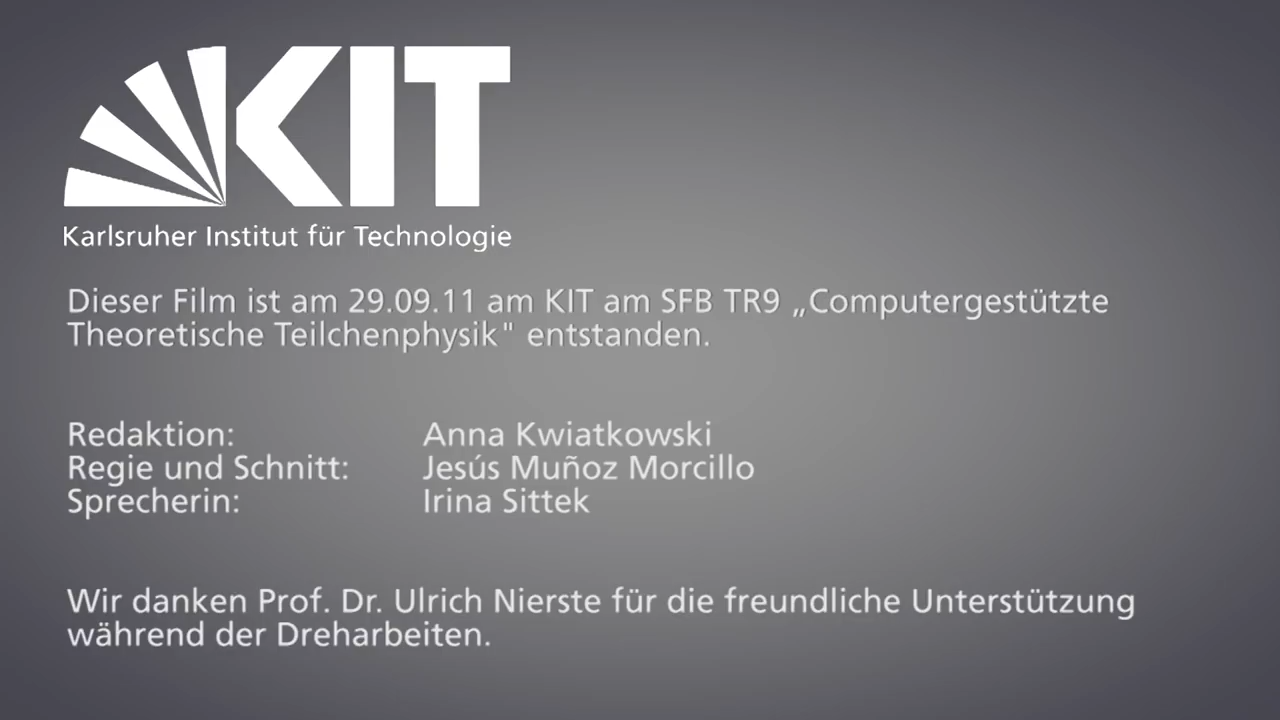 KIT
Karlsruher Institut für Technologie
Dieser Film ist am 29.09.11 am KIT am SFB TR9 „Computergestützte
Theoretische Teilchenphysik" entstanden.
Redaktion: Anna Kwiatkowski
Regie und Schnitt: Jesús Muñoz Morcillo
Sprecherin: Irina Sittek
Wir danken Prof. Dr. Ulrich Nierste für die freundliche Unterstützung
während der Dreharbeiten.